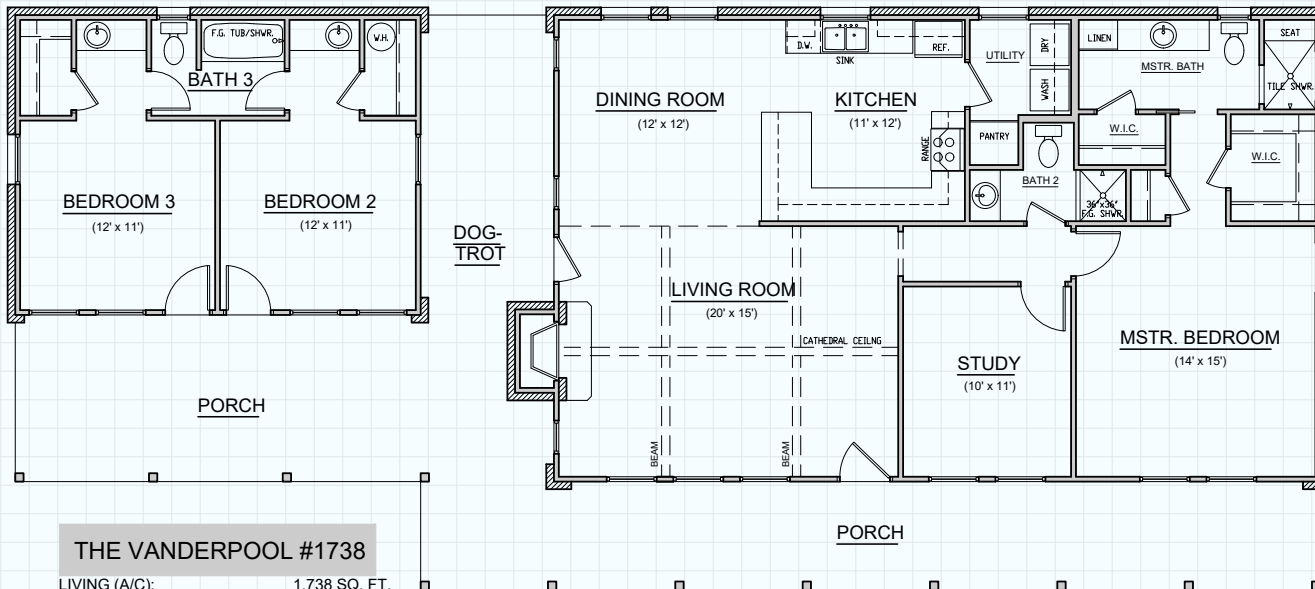 F.G. TUB/SHWR.
W.H.
BATH 3
BEDROOM 3
(12' x 11')
BEDROOM 2
(12' x 11')
DOG-
TROT
PORCH
DINING ROOM
(12' x 12')
D.W.
SINK
REF.
KITCHEN
(11' x 12')
RANGE
UTILITY
DRY
WASH
PANTRY
LINEN
MSTR. BATH
SEAT
TILE SHWR.
W.I.C.
W.I.C.
BATH 2
36"x36"
F.G. SHWR.
LIVING ROOM
(20' x 15')
CATHEDRAL CEILNG
BEAM
BEAM
STUDY
(10' x 11')
MSTR. BEDROOM
(14' x 15')
PORCH
THE VANDERPOOL #1738
LIVING (A/C): 1,738 SQ. FT.